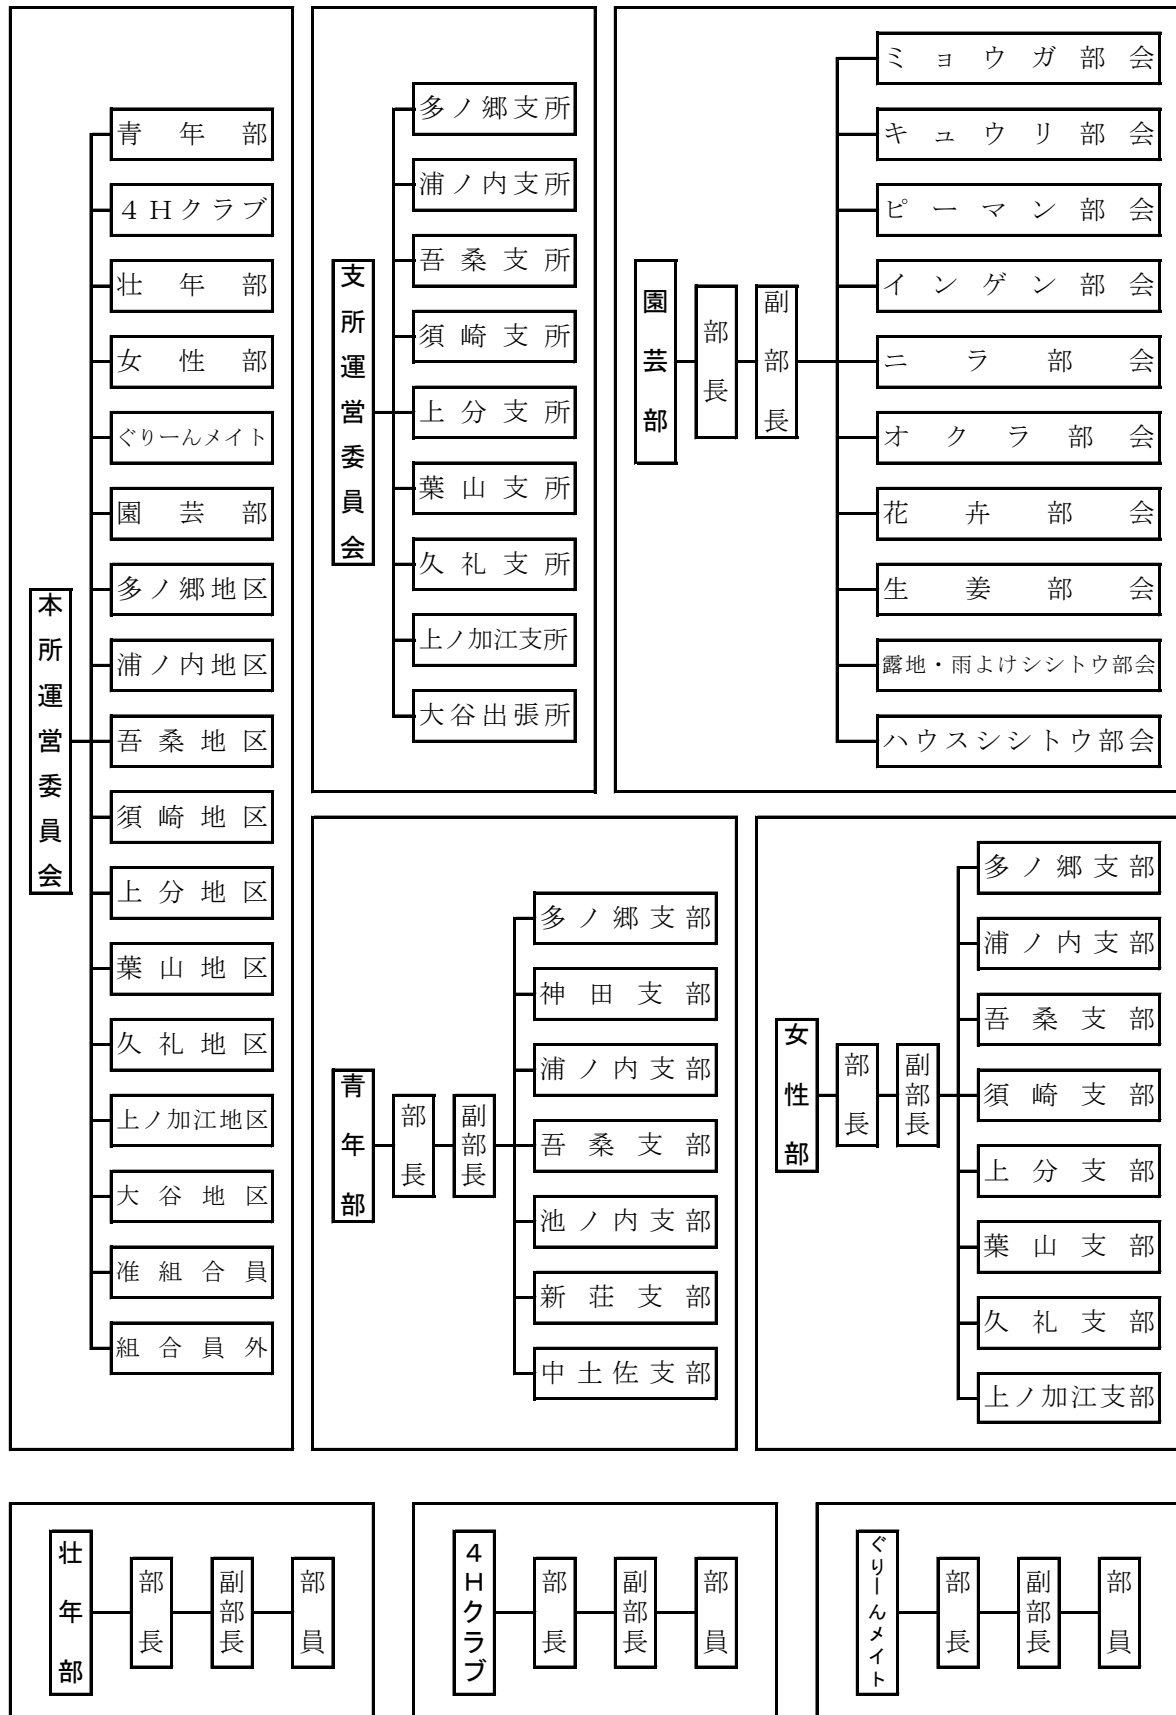 本所運営委員会
青年部
４Hクラブ
壮年部
女性部
ぐりーんメイト
園芸部
多ノ郷地区
浦ノ内地区
吾桑地区
須崎地区
上分地区
葉山地区
久礼地区
上ノ加江地区
大谷地区
准組合員
組合員外
支所運営委員会
多ノ郷支所
浦ノ内支所
吾桑支所
須崎支所
上分支所
葉山支所
久礼支所
上ノ加江支所
大谷出張所
園芸部
部長
副部長
ミョウガ部会
キュウリ部会
ピーマン部会
インゲン部会
ニラ部会
オクラ部会
花卉部会
生姜部会
露地・雨よけシシトウ部会
ハウスシシトウ部会
青年部
部長
副部長
多ノ郷支部
神田支部
浦ノ内支部
吾桑支部
池ノ内支部
新荘支部
中土佐支部
女性部
部長
副部長
多ノ郷支部
浦ノ内支部
吾桑支部
須崎支部
上分支部
葉山支部
久礼支部
上ノ加江支部
壮年部
部長
副部長
部員
４Hクラブ
部長
副部長
部員
ぐりーんメイト
部長
副部長
部員